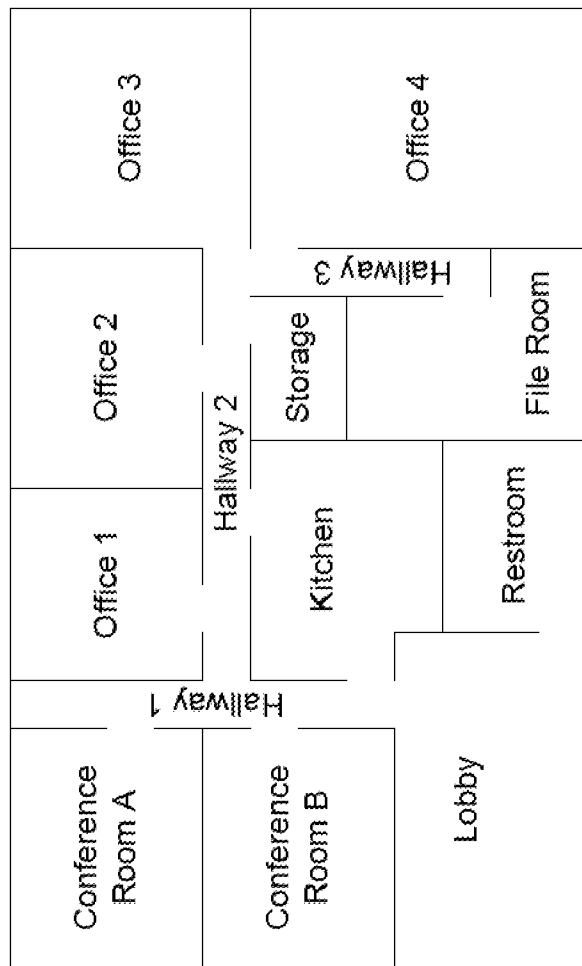 Conference
Room A
Office 1
Office 2
Office 3
Hallway 1
Hallway 2
Conference
Room B
Kitchen
Storage
Hallway 3
Office 4
Lobby
Restroom
File Room